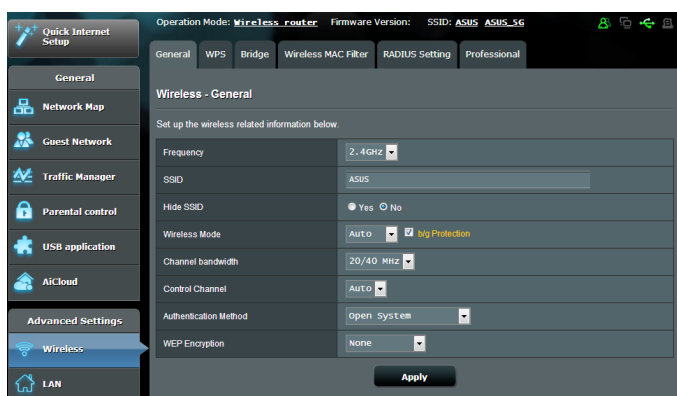 Quick Internet
Setup
Operation Mode: Wireless router Firmware Version: SSID: ASUS ASUS_5G
General WPS Bridge Wireless MAC Filter RADIUS Setting Professional
General
Network Map
Guest Network
Traffic Manager
Parental control
USB application
AiCloud
Advanced Settings
Wireless
LAN
Wireless - General
Set up the wireless related information below.
Frequency 2.4GHz
SSID ASUS
Hide SSID Yes No
Wireless Mode Auto b/g Protection
Channel bandwidth 20/40 MHz
Control Channel Auto
Authentication Method Open System
WEP Encryption None
Apply